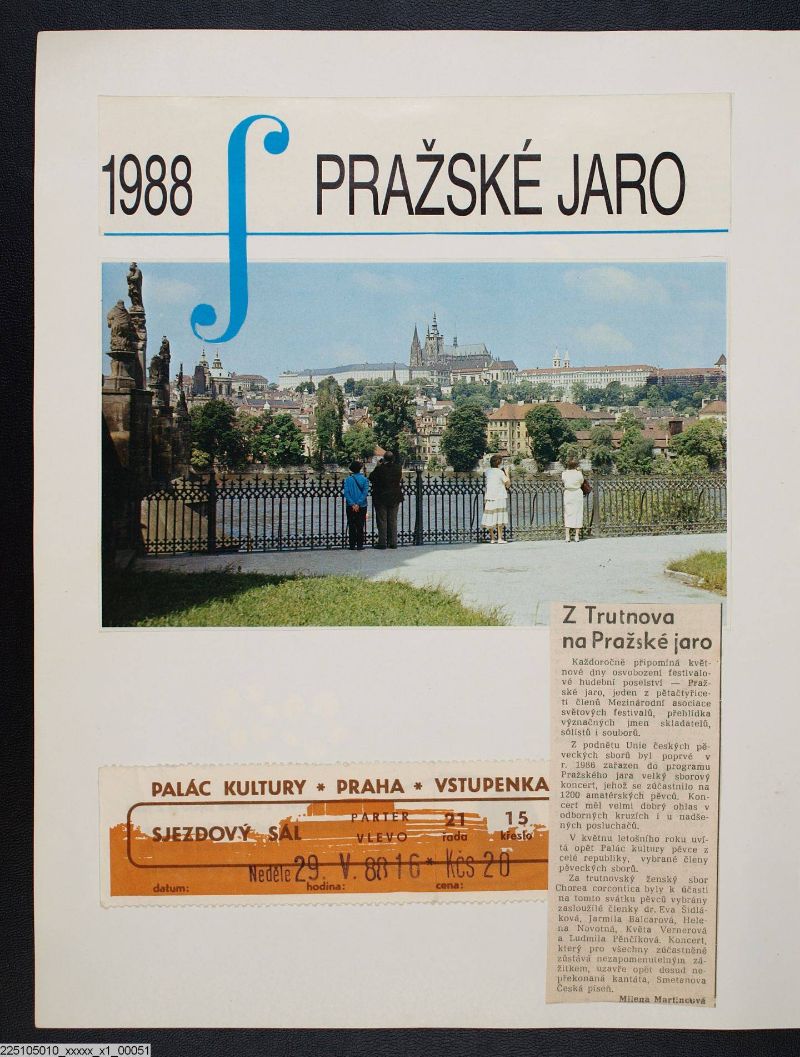 1988 PRAŽSKÉ JARO
PALÁC KULTURY * PRAHA * VSTUPENKA
SJEZDOVÝ SÁL
PARTER 21 15
VLEVO řada křeslo
Neděle 29. V. 88 16* Kčs 20
datum: hodina: cena:
Z Trutnova
na Pražské jaro
Každoročně připomíná květ-
nové dny osvobození festivalo-
vé hudební poselství — Praž-
ské jaro, jeden z pětačtyřice-
ti členů Mezinárodní asociace
světových festivalů, přehlídka
význačných jmen skladatelů,
sólistů i souborů.
Z podnětu Unie českých pě-
veckých sborů byl poprvé v
r. 1986 zařazen do programu
Pražského jara velký sborový
koncert, jehož se zúčastnilo na
1200 amatérských pěvců. Kon-
cert měl velmi dobrý ohlas v
odborných kruzích i u nadše-
ných posluchačů.
V květnu letošního roku uví-
tá opět Palác kultury pěvce z
celé republiky, vybrané členy
pěveckých sborů.
Za trutnovský ženský sbor
Chorea corcontica byly k účasti
na tomto svátku pěvců vybrány
zasloužilé členky dr. Eva Šidlá-
ková, Jarmila Balcarová, Hele-
na Novotná, Květa Vernerová
a Ludmila Pěnčíková. Koncert,
který pro všechny zúčastněné
zůstává nezapomenutelným zá-
žitkem, uzavře opět dosud ne-
překonaná kantáta, Smetanova
Česká píseň.
Milena Martincová
225105010_xxxxx_x1_00051